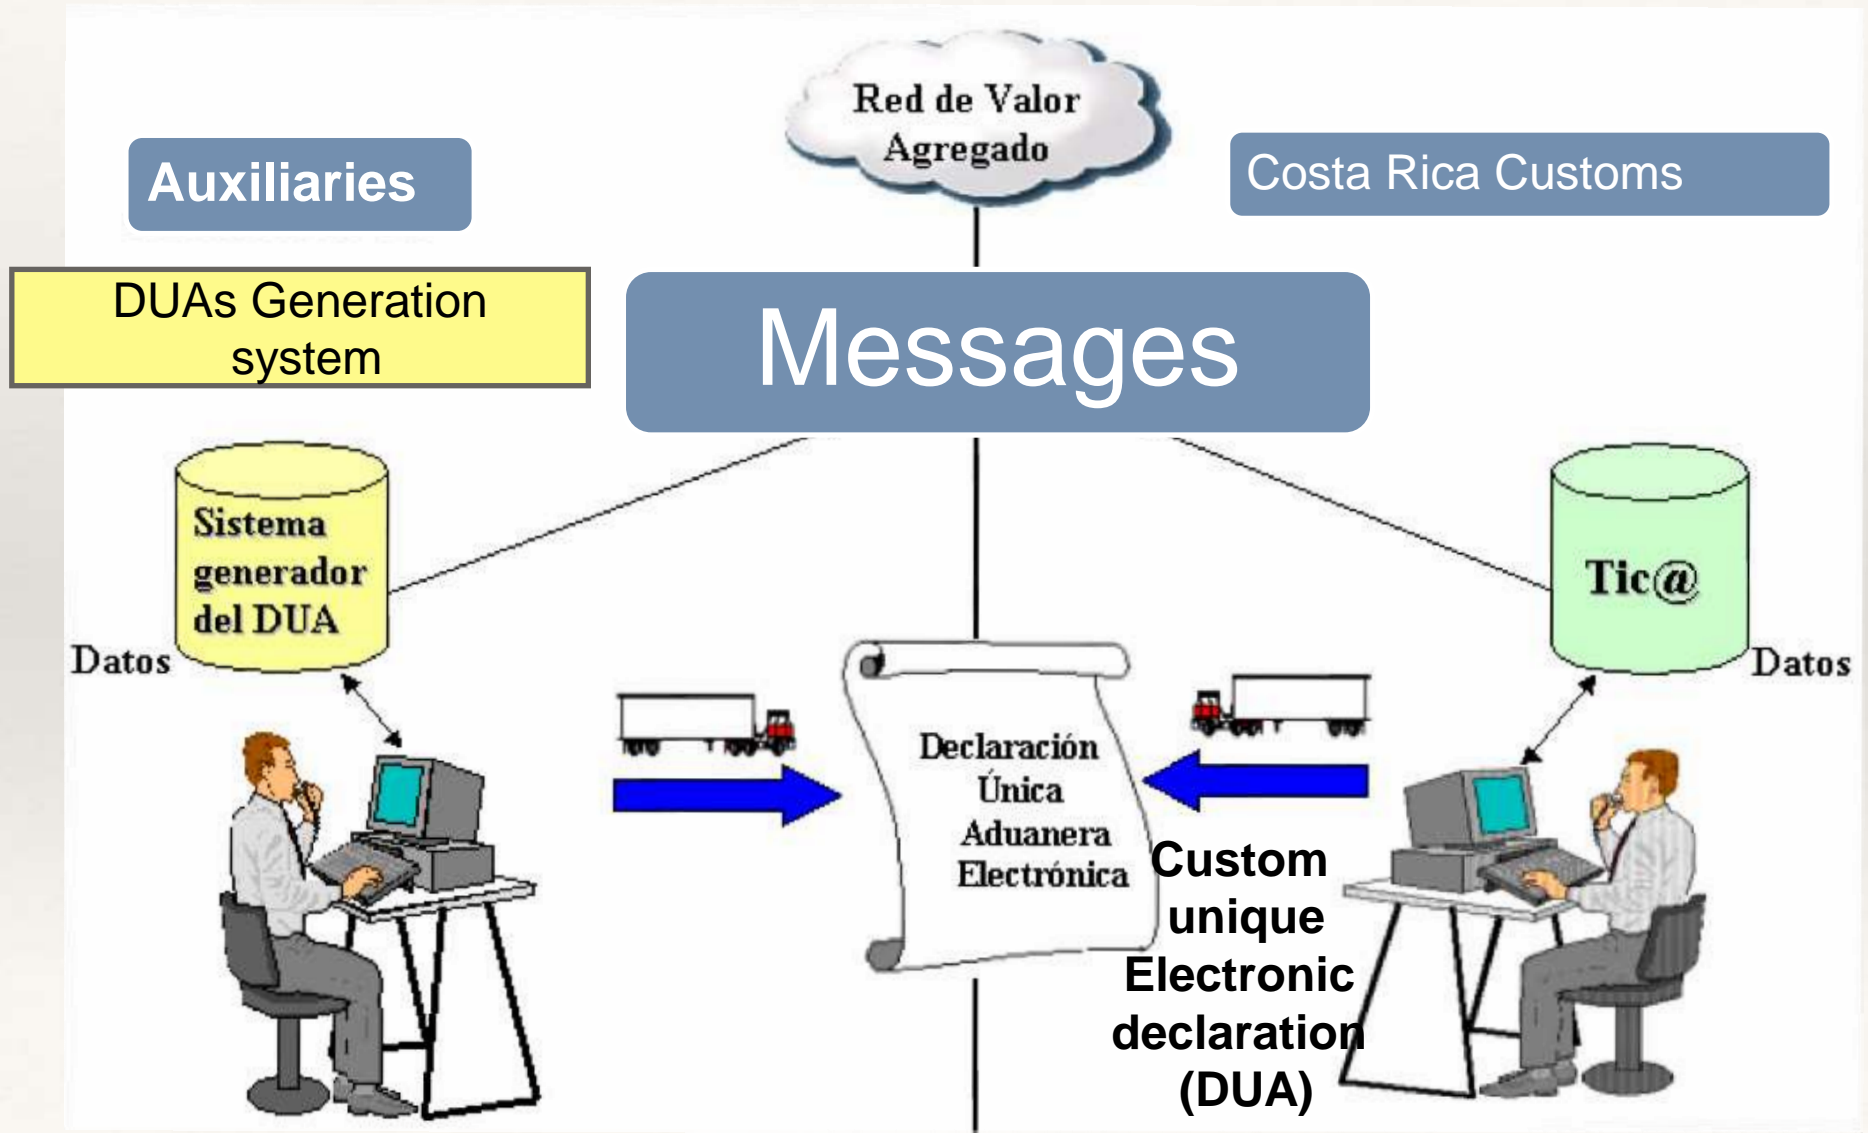 Red de Valor
Agregado
Auxiliaries
Costa Rica Customs
DUAs Generation
system
Messages
Sistema
generador
del DUA
Datos
Tic@
Datos
Declaración
Única
Aduanera
Electrónica
Custom
unique
Electronic
declaration
(DUA)